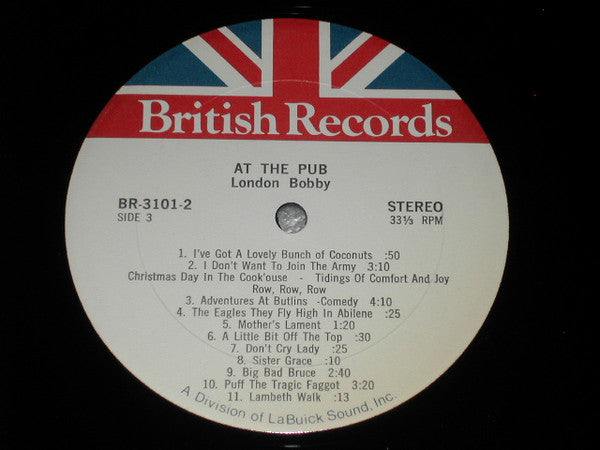 British Records
AT THE PUB
London Bobby
BR-3101-2
SIDE 3
STEREO
33⅓ RPM
1. I've Got A Lovely Bunch of Coconuts :50
2. I Don't Want To Join The Army 3:10
Christmas Day In the Cook'ouse - Tidings Of Comfort And Joy
Row, Row, Row
3. Adventures At Butlins -Comedy 4:10
4. The Eagles They Fly High In Abilene :25
5. Mother's Lament 1:20
6. A Little Bit Off The Top :30
7. Don't Cry Lady :25
8. Sister Grace :10
9. Big Bad Bruce 2:40
10. Puff The Tragic Faggot 3:20
11. Lambeth Walk :13
A Division of LaBuick Sound, Inc.